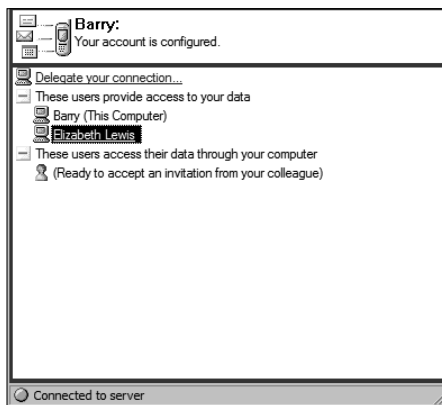 Barry:
Your account is configured.
Delegate your connection...
These users provide access to your data
Barry (This Computer)
Elizabeth Lewis
These users access their data through your computer
(Ready to accept an invitation from your colleague)
Connected to server